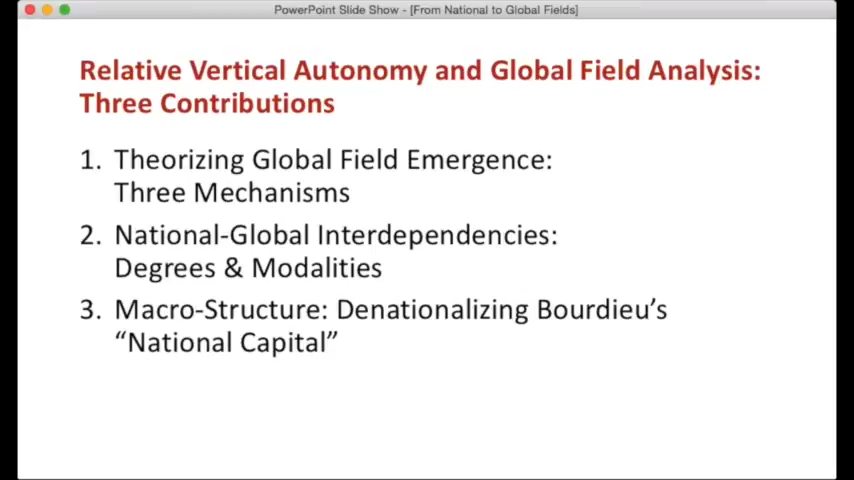 PowerPoint Slide Show - [From National to Global Fields]
Relative Vertical Autonomy and Global Field Analysis:
Three Contributions
1. Theorizing Global Field Emergence:
Three Mechanisms
2. National-Global Interdependencies:
Degrees & Modalities
3. Macro-Structure: Denationalizing Bourdieu’s
“National Capital”